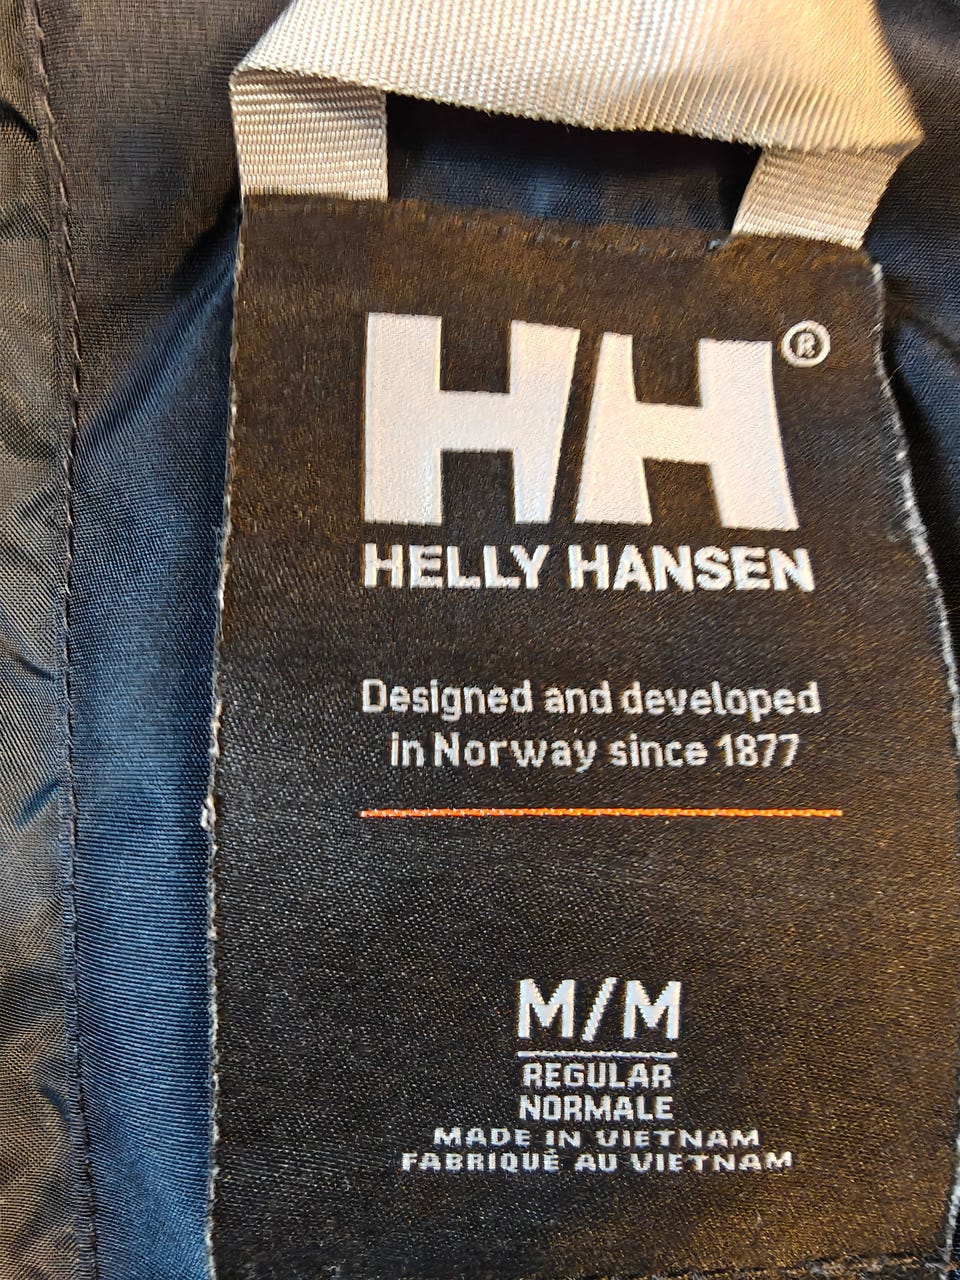 HH®
HELLY HANSEN
Designed and developed
in Norway since 1877
M/M
REGULAR
NORMALE
MADE IN VIETNAM
FABRIQUÉ AU VIETNAM